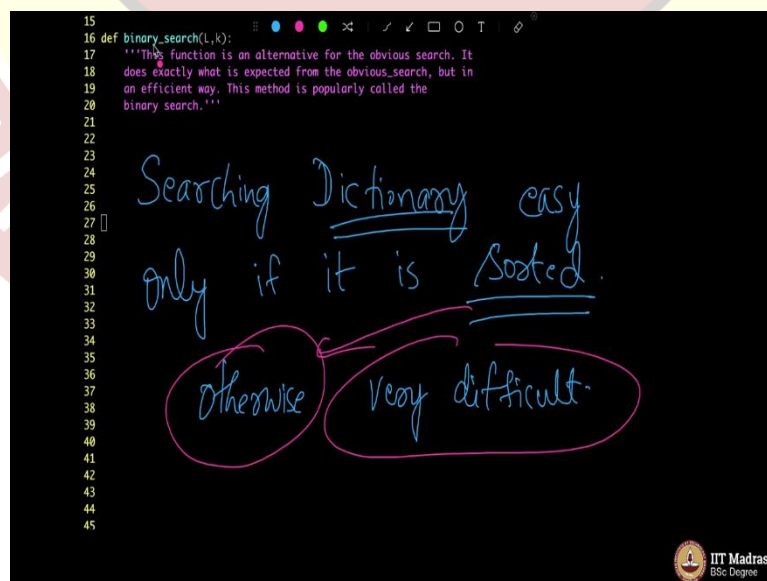 15
16 def binary_search(L,k):
17 '''This function is an alternative for the obvious search. It
18 does exactly what is expected from the obvious_search, but in
19 an efficient way. This method is popularly called the
20 binary search.'''
21
22
23
24
25
26
27
28
29
30
31
32
33
34
35
36
37
38
39
40
41
42
43
44
45
T
Searching Dictionary easy
only if it is sorted.
otherwise very difficult.
IIT Madras
BSc Degree